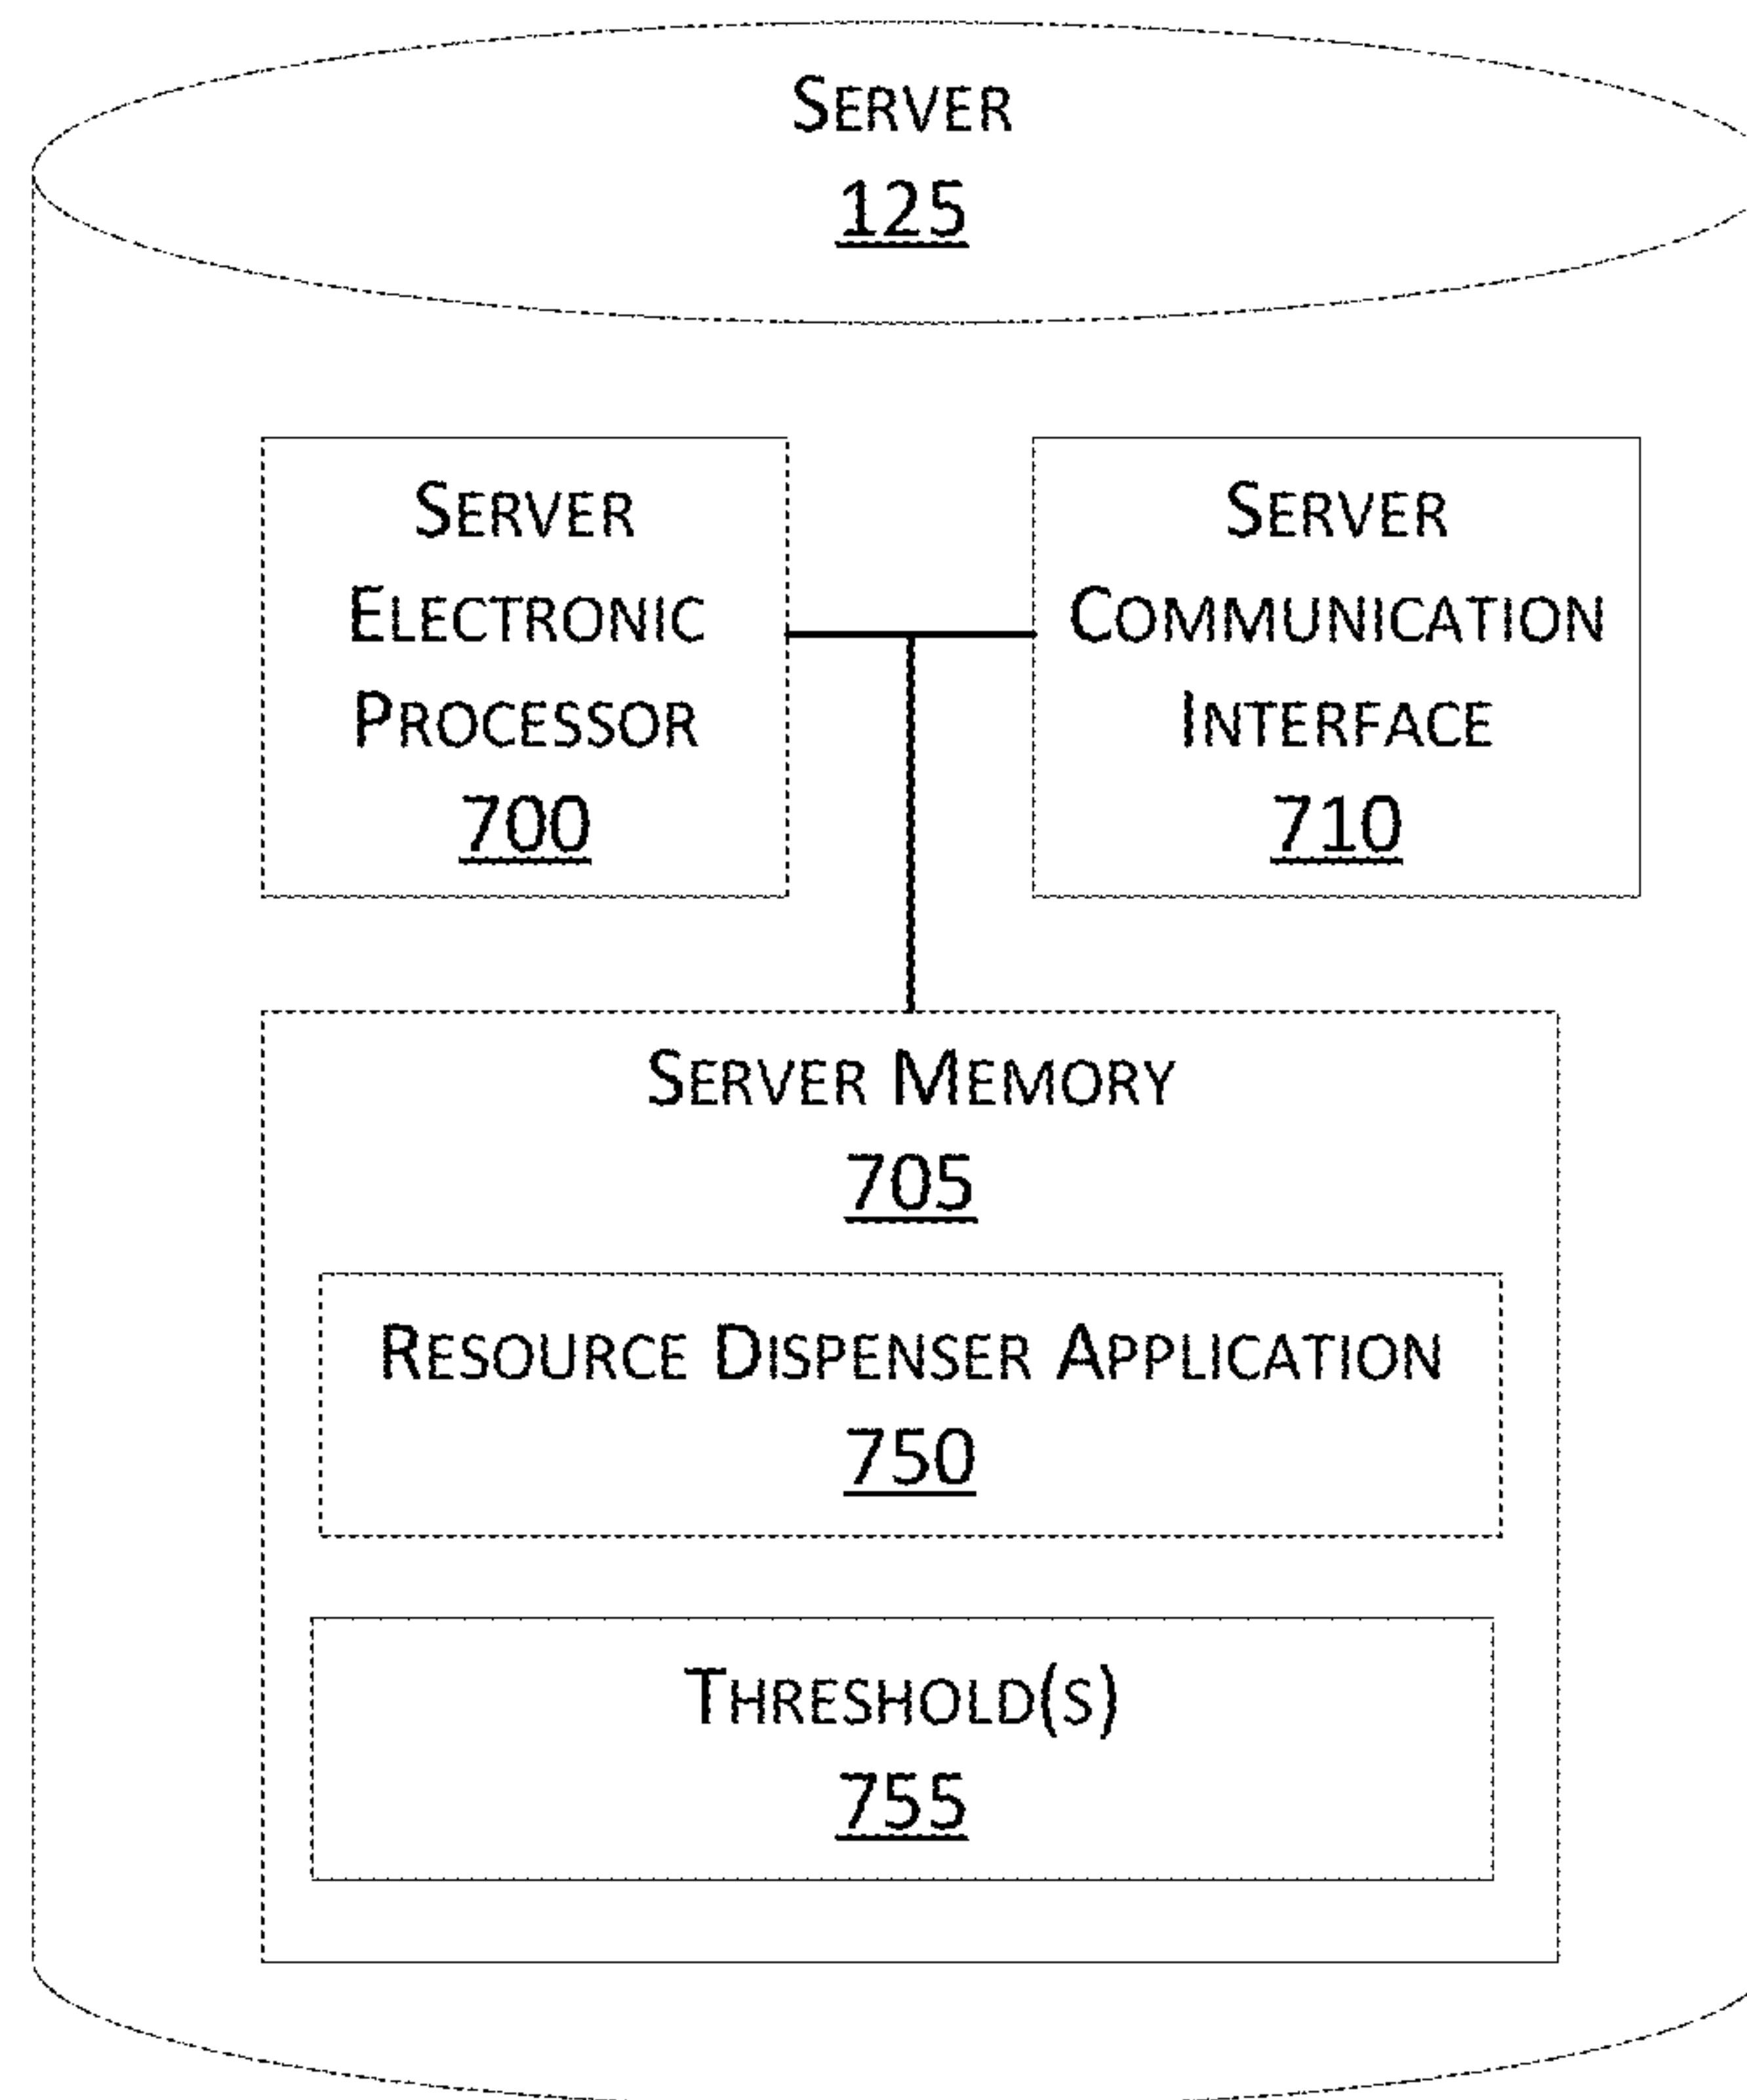 SERVER
125
SERVER
ELECTRONIC
PROCESSOR
700
SERVER
COMMUNICATION
INTERFACE
710
SERVER MEMORY
705
RESOURCE DISPENSER APPLICATION
750
THRESHOLD(S)
755